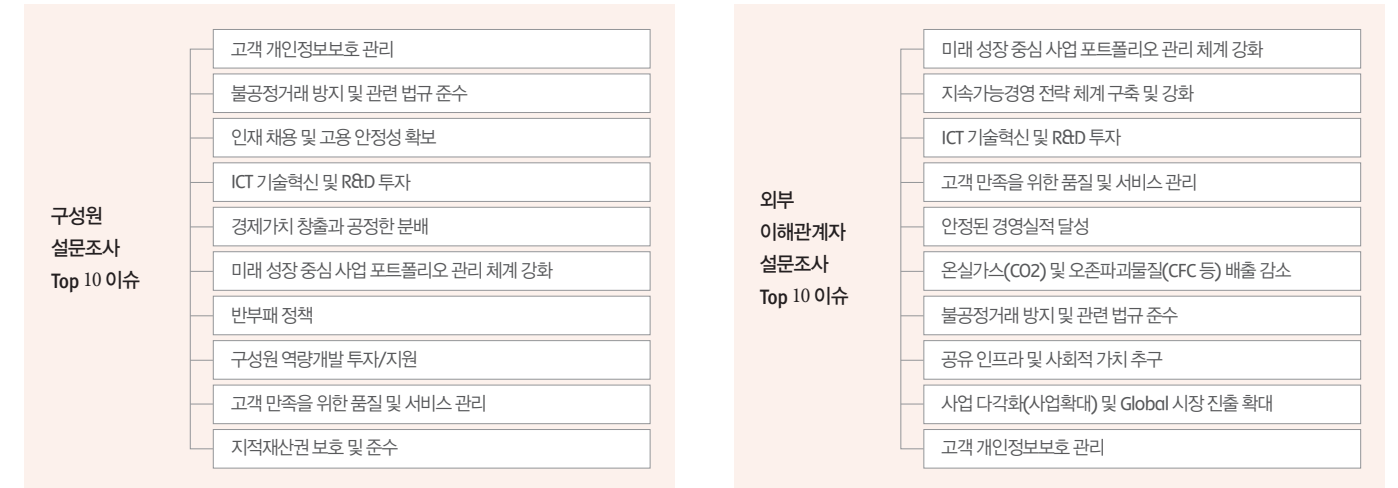 구성원
설문조사
Top 10 이슈
고객 개인정보보호 관리
불공정거래 방지 및 관련 법규 준수
인재 채용 및 고용 안정성 확보
ICT 기술혁신 및 R&D 투자
경제가치 창출과 공정한 분배
미래 성장 중심 사업 포트폴리오 관리 체계 강화
반부패 정책
구성원 역량개발 투자/지원
고객 만족을 위한 품질 및 서비스 관리
지적재산권 보호 및 준수
외부
이해관계자
설문조사
Top 10 이슈
미래 성장 중심 사업 포트폴리오 관리 체계 강화
지속가능경영 전략 체계 구축 및 강화
ICT 기술혁신 및 R&D 투자
고객 만족을 위한 품질 및 서비스 관리
안정된 경영실적 달성
온실가스(CO2) 및 오존파괴물질(CFC 등) 배출 감소
불공정거래 방지 및 관련 법규 준수
공유 인프라 및 사회적 가치 추구
사업 다각화(사업확대) 및 Global 시장 진출 확대
고객 개인정보보호 관리